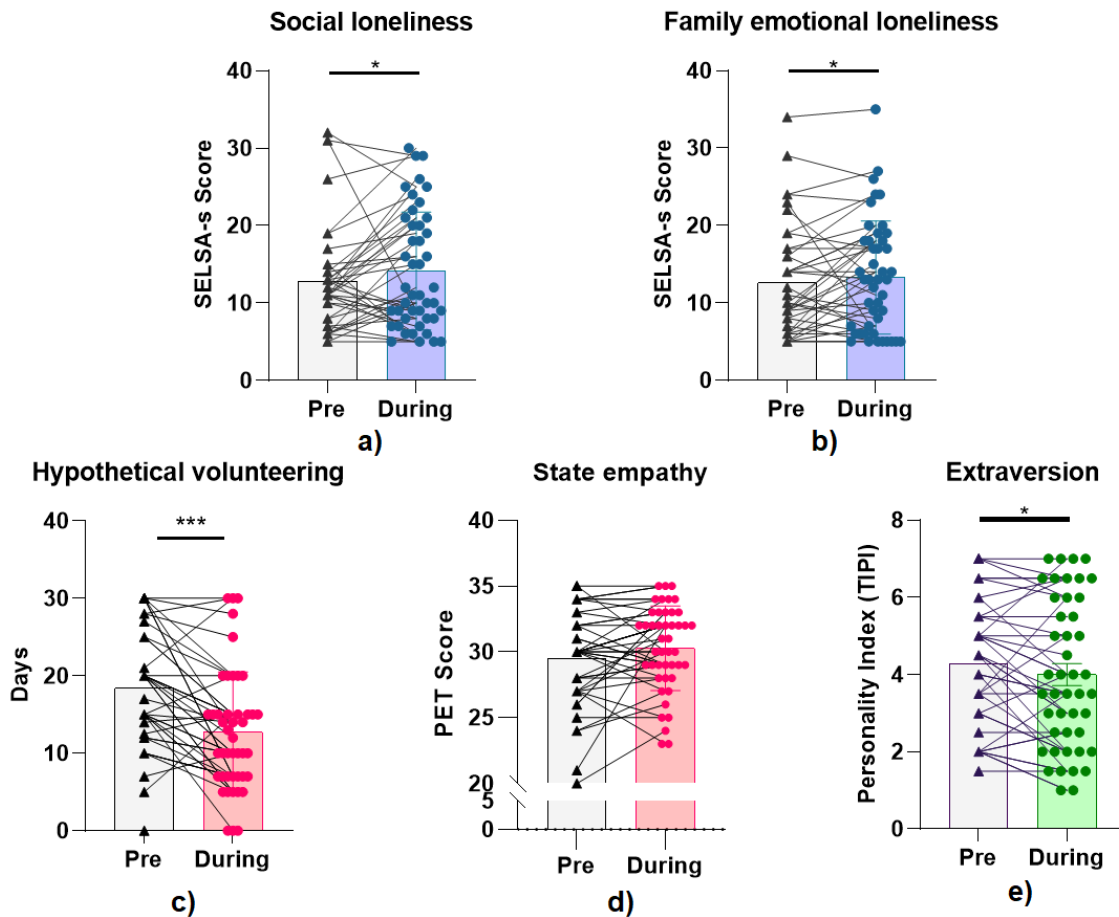 Social loneliness
Family emotional loneliness
SELSA-s Score
40
30
20
10
0
*
Pre
During
a)
SELSA-s Score
40
30
20
10
0
*
Pre
During
b)
Hypothetical volunteering
State empathy
Extraversion
Days
40
30
20
10
0
***
Pre
During
c)
PET Score
40
35
30
25
20
5
0
Pre
During
d)
Personality Index (TIPI)
8
6
4
2
0
*
Pre
During
e)